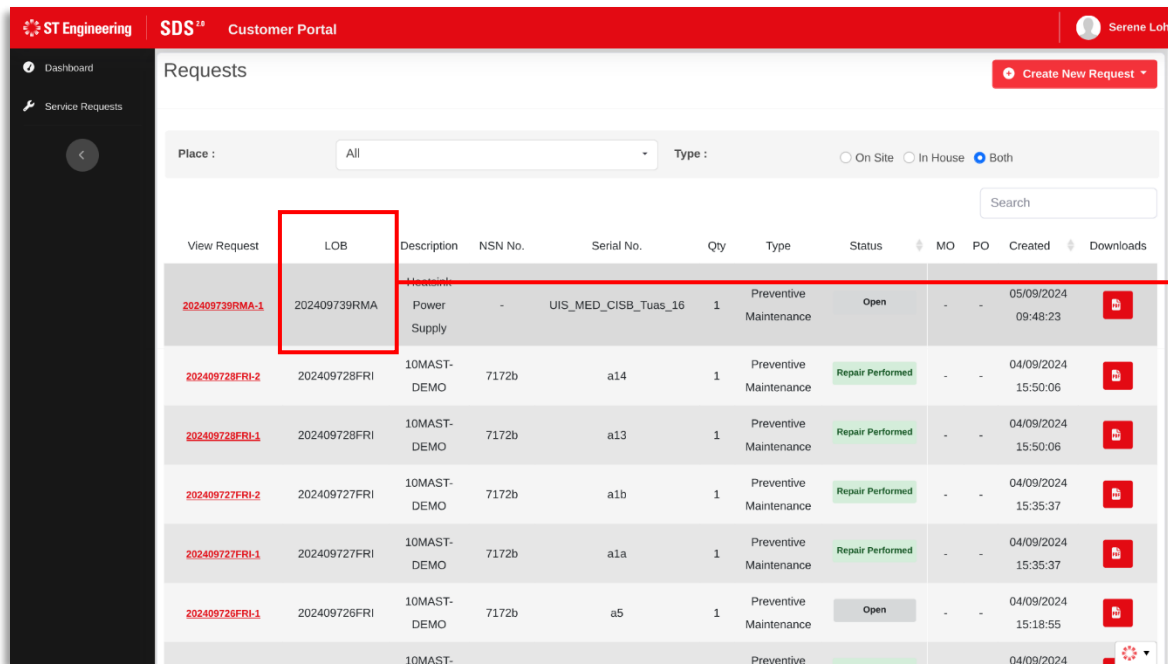 ST Engineering SDS 2.0 Customer Portal Serene Loh
Dashboard
Service Requests
Requests
Create New Request
Place : All Type : On Site In House Both
Search
View Request LOB Description NSN No. Serial No. Qty Type Status MO PO Created Downloads
202409739RMA-1 202409739RMA Heatsink Power Supply - UIS_MED_CISB_Tuas_16 1 Preventive Maintenance Open - - 05/09/2024 09:48:23
202409728FRI-2 202409728FRI 10MAST-DEMO 7172b a14 1 Preventive Maintenance Repair Performed - - 04/09/2024 15:50:06
202409728FRI-1 202409728FRI 10MAST-DEMO 7172b a13 1 Preventive Maintenance Repair Performed - - 04/09/2024 15:50:06
202409727FRI-2 202409727FRI 10MAST-DEMO 7172b a1b 1 Preventive Maintenance Repair Performed - - 04/09/2024 15:35:37
202409727FRI-1 202409727FRI 10MAST-DEMO 7172b a1a 1 Preventive Maintenance Repair Performed - - 04/09/2024 15:35:37
202409726FRI-1 202409726FRI 10MAST-DEMO 7172b a5 1 Preventive Maintenance Open - - 04/09/2024 15:18:55
10MAST- Preventive 04/09/2024